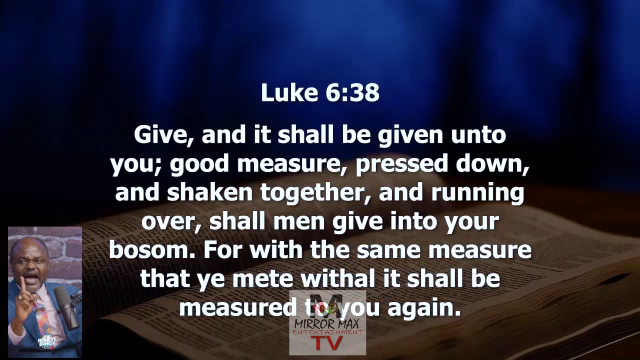 Luke 6:38
Give, and it shall be given unto
you; good measure, pressed down,
and shaken together, and running
over, shall men give into your
bosom. For with the same measure
that ye mete withal it shall be
measured to you again.
MIRROR MAX
ENTERTAINMENT
TV